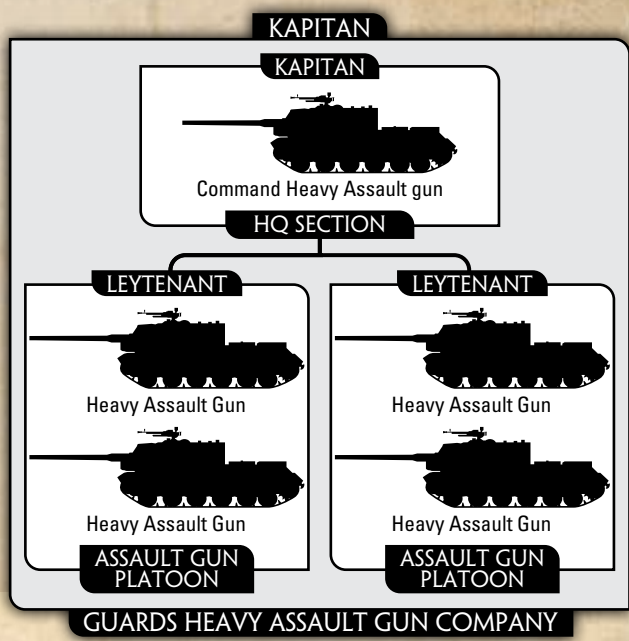 KAPITAN
KAPITAN
Command Heavy Assault gun
HQ SECTION
LEYTENANT
Heavy Assault Gun
Heavy Assault Gun
ASSAULT GUN
PLATOON
LEYTENANT
Heavy Assault Gun
Heavy Assault Gun
ASSAULT GUN
PLATOON
GUARDS HEAVY ASSAULT GUN COMPANY